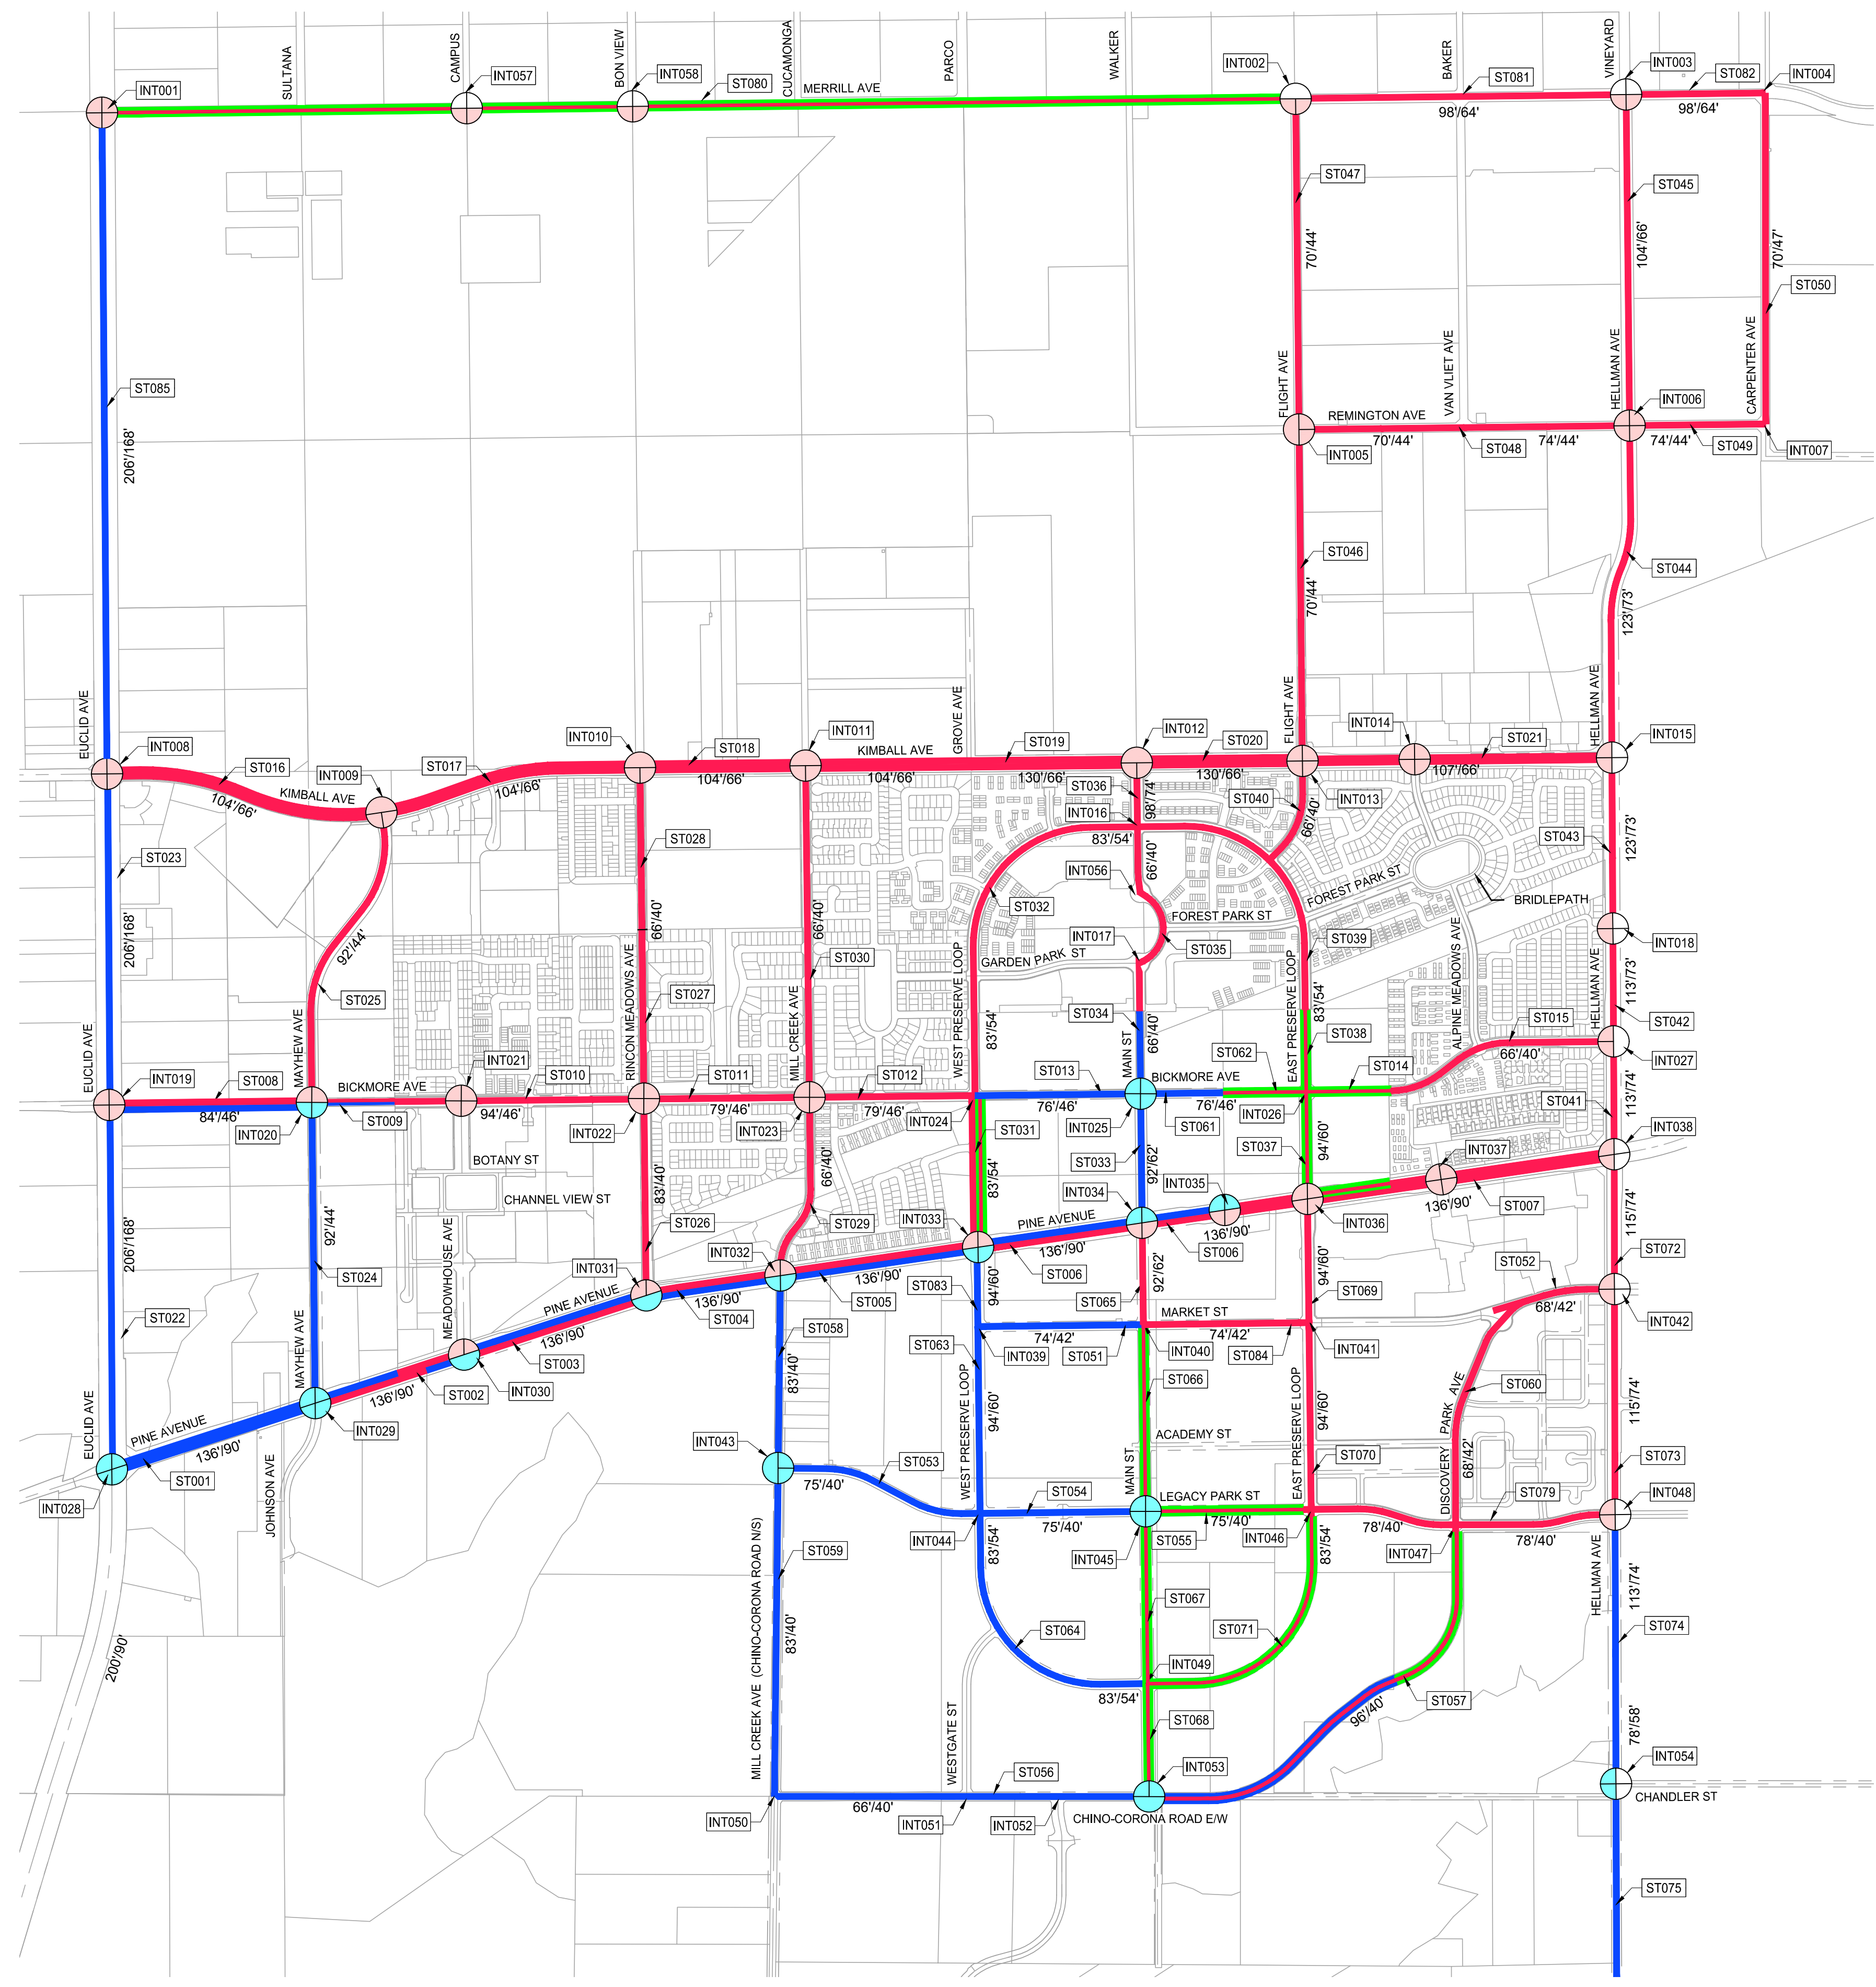 SULTANA
CAMPUS
BON VIEW
CUCAMONGA
PARCO
WALKER
BAKER
VINEYARD
INT001
INT057
INT058
ST080
MERRILL AVE
INT002
ST081
INT003
ST082
INT004
98'/64'
98'/64'
ST047
ST045
70'/44'
104'/66'
70'/47'
ST050
ST085
206'/168'
FLIGHT AVE
VAN VLIET AVE
HELLMAN AVE
CARPENTER AVE
INT006
REMINGTON AVE
70'/44'
74'/44'
74'/44'
INT005
ST048
ST049
INT007
ST046
70'/44'
ST044
123'/73'
EUCLID AVE
INT008
ST016
INT009
ST017
INT010
ST018
INT011
KIMBALL AVE
GROVE AVE
ST019
INT012
ST020
FLIGHT AVE
INT014
ST021
HELLMAN AVE
INT015
104'/66'
KIMBALL AVE
104'/66'
104'/66'
104'/66'
130'/66'
130'/66'
107'/66'
ST036
98'/74'
ST040
INT013
66'/40'
INT016
83'/54'
66'/40'
ST043
123'/73'
ST023
ST028
INT056
FOREST PARK ST
BRIDLEPATH
ST032
FOREST PARK ST
206'/168'
92'/44'
66'/40'
66'/40'
INT017
ST035
ST039
INT018
ST030
GARDEN PARK ST
ST025
RINCON MEADOWS AVE
ST027
MILL CREEK AVE
WEST PRESERVE LOOP
83'/54'
ST034
MAIN ST
66'/40'
EAST PRESERVE LOOP
83'/54'
ST038
ALPINE MEADOWS AVE
ST015
66'/40'
HELLMAN AVE
113'/73'
ST042
EUCLID AVE
INT019
ST008
MAYHEW AVE
BICKMORE AVE
INT021
ST010
ST011
ST012
ST013
BICKMORE AVE
ST062
ST014
INT027
84'/46'
INT020
ST009
94'/46'
INT022
79'/46'
INT023
79'/46'
INT024
76'/46'
INT025
76'/46'
ST061
INT026
ST041
113'/74'
BOTANY ST
CHANNEL VIEW ST
83'/40'
66'/40'
ST031
83'/54'
ST033
92'/62'
ST037
94'/60'
INT037
INT038
206'/168'
92'/44'
MEADOWHOUSE AVE
ST026
ST029
INT033
PINE AVENUE
INT034
INT035
INT036
136'/90'
ST007
115'/74'
ST024
INT031
INT032
136'/90'
ST006
136'/90'
ST006
ST072
ST052
ST022
PINE AVENUE
136'/90'
136'/90'
ST004
136'/90'
ST005
ST083
94'/60'
ST065
92'/62'
MARKET ST
94'/60'
ST069
68'/42'
INT042
MAYHEW AVE
ST003
ST058
83'/40'
ST063
74'/42'
INT039
ST051
INT040
74'/42'
ST084
INT041
136'/90'
ST002
INT030
WEST PRESERVE LOOP
94'/60'
ST066
EAST PRESERVE LOOP
94'/60'
ST060
DISCOVERY PARK AVE
115'/74'
EUCLID AVE
PINE AVENUE
136'/90'
INT029
INT043
ACADEMY ST
MAIN ST
ST070
68'/42'
ST073
INT028
ST001
JOHNSON AVE
75'/40'
ST053
ST054
LEGACY PARK ST
ST079
INT048
MILL CREEK AVE (CHINO-CORONA ROAD N/S)
ST059
INT044
75'/40'
83'/54'
INT045
ST055
75'/40'
INT046
83'/54'
78'/40'
INT047
78'/40'
HELLMAN AVE
113'/74'
200'/90'
83'/40'
ST064
ST067
ST071
ST074
INT049
83'/54'
ST057
96'/40'
78'/58'
WESTGATE ST
ST068
ST056
INT053
INT054
INT050
66'/40'
INT051
INT052
CHINO-CORONA ROAD E/W
CHANDLER ST
ST075